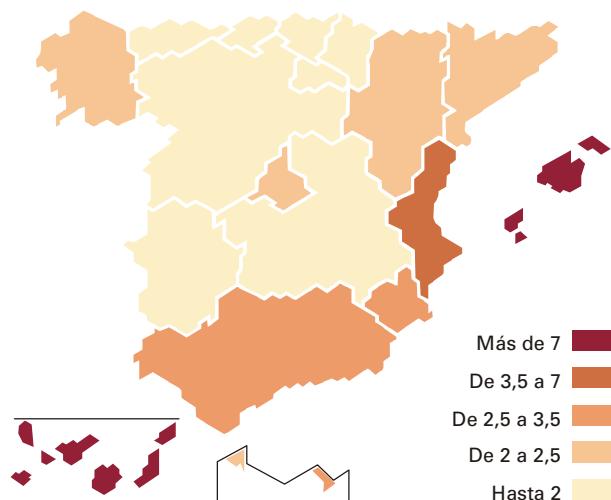 Más de 7
De 3,5 a 7
De 2,5 a 3,5
De 2 a 2,5
Hasta 2